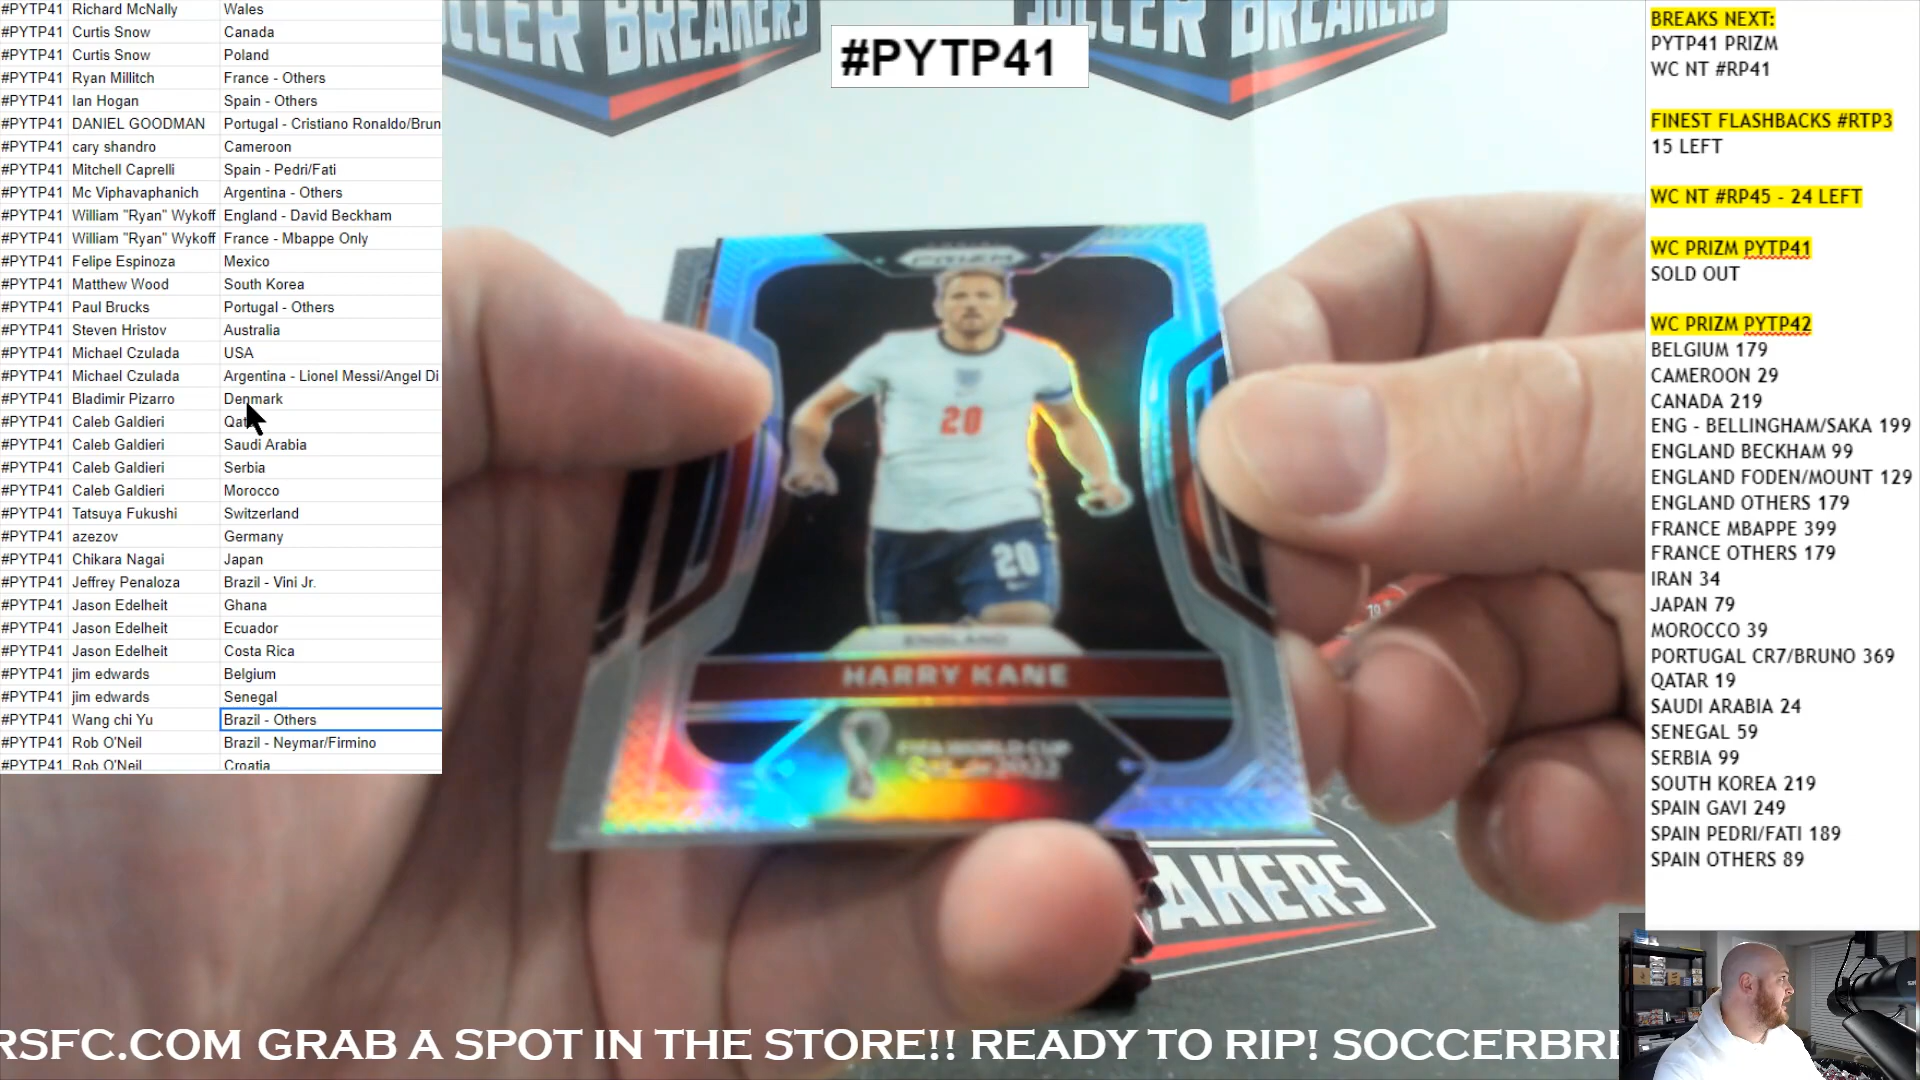 #PYTP41 Richard McNally Wales
#PYTP41 Curtis Snow Canada
#PYTP41 Curtis Snow Poland
#PYTP41 Ryan Millitch France - Others
#PYTP41 Ian Hogan Spain - Others
#PYTP41 DANIEL GOODMAN Portugal - Cristiano Ronaldo/Brun
#PYTP41 cary shandro Cameroon
#PYTP41 Mitchell Caprelli Spain - Pedri/Fati
#PYTP41 Mc Viphavaphanich Argentina - Others
#PYTP41 William "Ryan" Wykoff England - David Beckham
#PYTP41 William "Ryan" Wykoff France - Mbappe Only
#PYTP41 Felipe Espinoza Mexico
#PYTP41 Matthew Wood South Korea
#PYTP41 Paul Brucks Portugal - Others
#PYTP41 Steven Hristov Australia
#PYTP41 Michael Czulada USA
#PYTP41 Michael Czulada Argentina - Lionel Messi/Angel Di
#PYTP41 Bladimir Pizarro Denmark
#PYTP41 Caleb Galdieri
#PYTP41 Caleb Galdieri Saudi Arabia
#PYTP41 Caleb Galdieri Serbia
#PYTP41 Caleb Galdieri Morocco
#PYTP41 Tatsuya Fukushi Switzerland
#PYTP41 azezov Germany
#PYTP41 Chikara Nagai Japan
#PYTP41 Jeffrey Penaloza Brazil - Vini Jr.
#PYTP41 Jason Edelheit Ghana
#PYTP41 Jason Edelheit Ecuador
#PYTP41 Jason Edelheit Costa Rica
#PYTP41 jim edwards Belgium
#PYTP41 jim edwards Senegal
#PYTP41 Wang chi Yu Brazil - Others
#PYTP41 Rob O'Neil Brazil - Neymar/Firmino
#PYTP41 Rob O'Neil Croatia
CCER BREAKERS
SOCCER BREAKERS
#PYTP41
PRIZM
20
20
ENGLAND
HARRY KANE
FIFA WORLD CUP
Qatar 2022
AKERS
BREAKS NEXT:
PYTP41 PRIZM
WC NT #RP41
FINEST FLASHBACKS #RTP3
15 LEFT
WC NT #RP45 - 24 LEFT
WC PRIZM PYTP41
SOLD OUT
WC PRIZM PYTP42
BELGIUM 179
CAMEROON 29
CANADA 219
ENG - BELLINGHAM/SAKA 199
ENGLAND BECKHAM 99
ENGLAND FODEN/MOUNT 129
ENGLAND OTHERS 179
FRANCE MBAPPE 399
FRANCE OTHERS 179
IRAN 34
JAPAN 79
MOROCCO 39
PORTUGAL CR7/BRUNO 369
QATAR 19
SAUDI ARABIA 24
SENEGAL 59
SERBIA 99
SOUTH KOREA 219
SPAIN GAVI 249
SPAIN PEDRI/FATI 189
SPAIN OTHERS 89
RSFC.COM GRAB A SPOT IN THE STORE!! READY TO RIP! SOCCERBRE